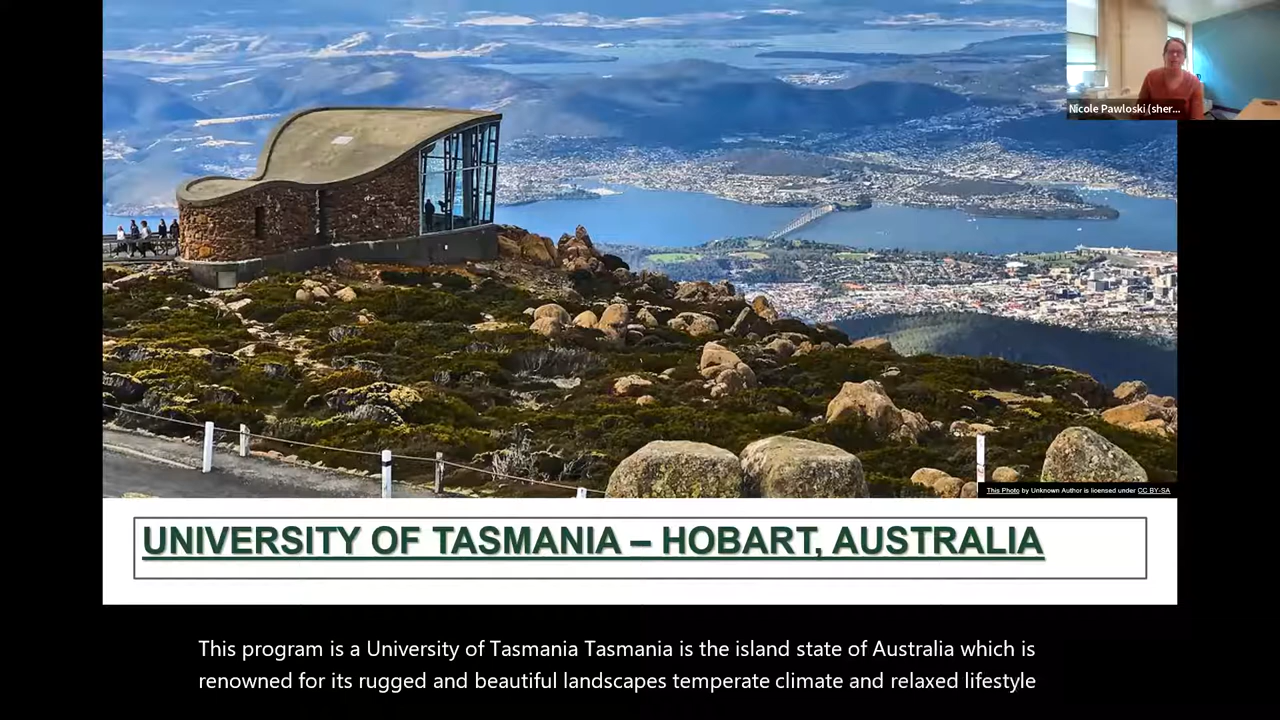 Nicole Pawloski (sher...
This Photo by Unknown Author is licensed under CC BY-SA
UNIVERSITY OF TASMANIA – HOBART, AUSTRALIA
This program is a University of Tasmania Tasmania is the island state of Australia which is
renowned for its rugged and beautiful landscapes temperate climate and relaxed lifestyle